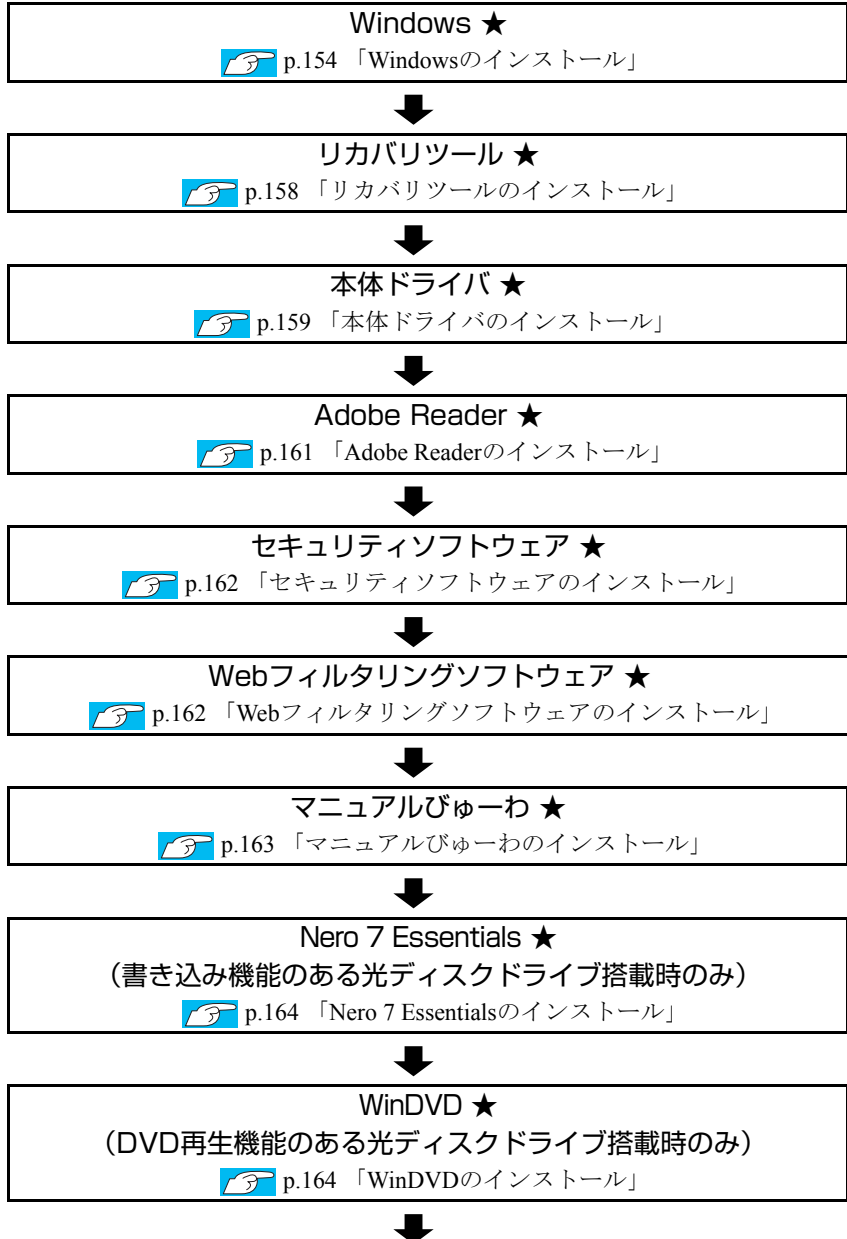 Windows ★
p.154 「Windowsのインストール」
リカバリツール ★
p.158 「リカバリツールのインストール」
本体ドライバ ★
p.159 「本体ドライバのインストール」
Adobe Reader ★
p.161 「Adobe Readerのインストール」
セキュリティソフトウェア ★
p.162 「セキュリティソフトウェアのインストール」
Webフィルタリングソフトウェア ★
p.162 「Webフィルタリングソフトウェアのインストール」
マニュアルびゅーわ ★
p.163 「マニュアルびゅーわのインストール」
Nero 7 Essentials ★
（書き込み機能のある光ディスクドライブ搭載時のみ）
p.164 「Nero 7 Essentialsのインストール」
WinDVD ★
（DVD再生機能のある光ディスクドライブ搭載時のみ）
p.164 「WinDVDのインストール」